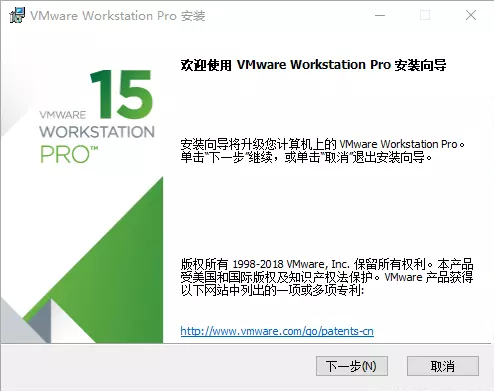 VMware Workstation Pro 安装
欢迎使用 VMware Workstation Pro 安装向导
15
VMWARE
WORKSTATION
PRO™
安装向导将升级您计算机上的 VMware Workstation Pro。
单击“下一步”继续，或单击“取消”退出安装向导。
版权所有 1998-2018 VMware, Inc. 保留所有权利。本产品
受美国和国际版权及知识产权法保护。VMware 产品获得
以下网站中列出的一项或多项专利:
http://www.vmware.com/go/patents-cn
下一步(N)
取消